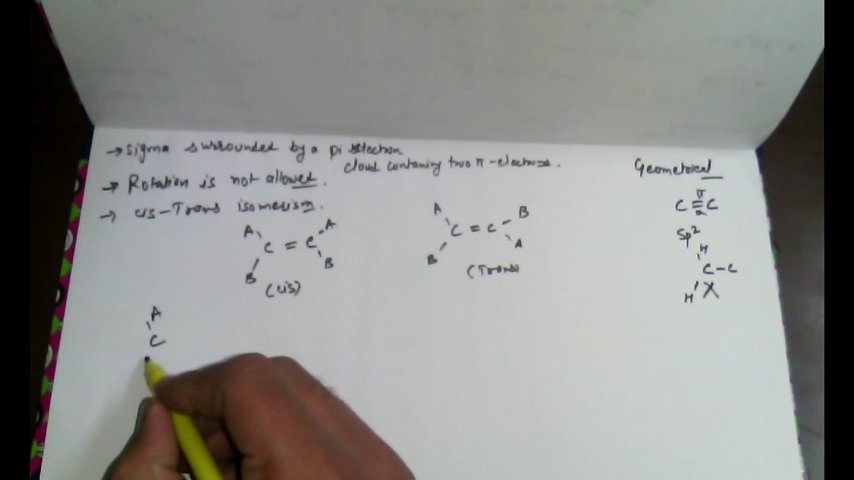 → Sigma surrounded by a pi electron
cloud containing two π-electrons.
Geometrical
→ Rotation is not allowed.
→ cis-Trans isomerism.
A A
C = C
B B
(cis)
A B
C = C
B A
(Trans)
σ
C = C
π
Sp²
H
C-C
H X
A
C